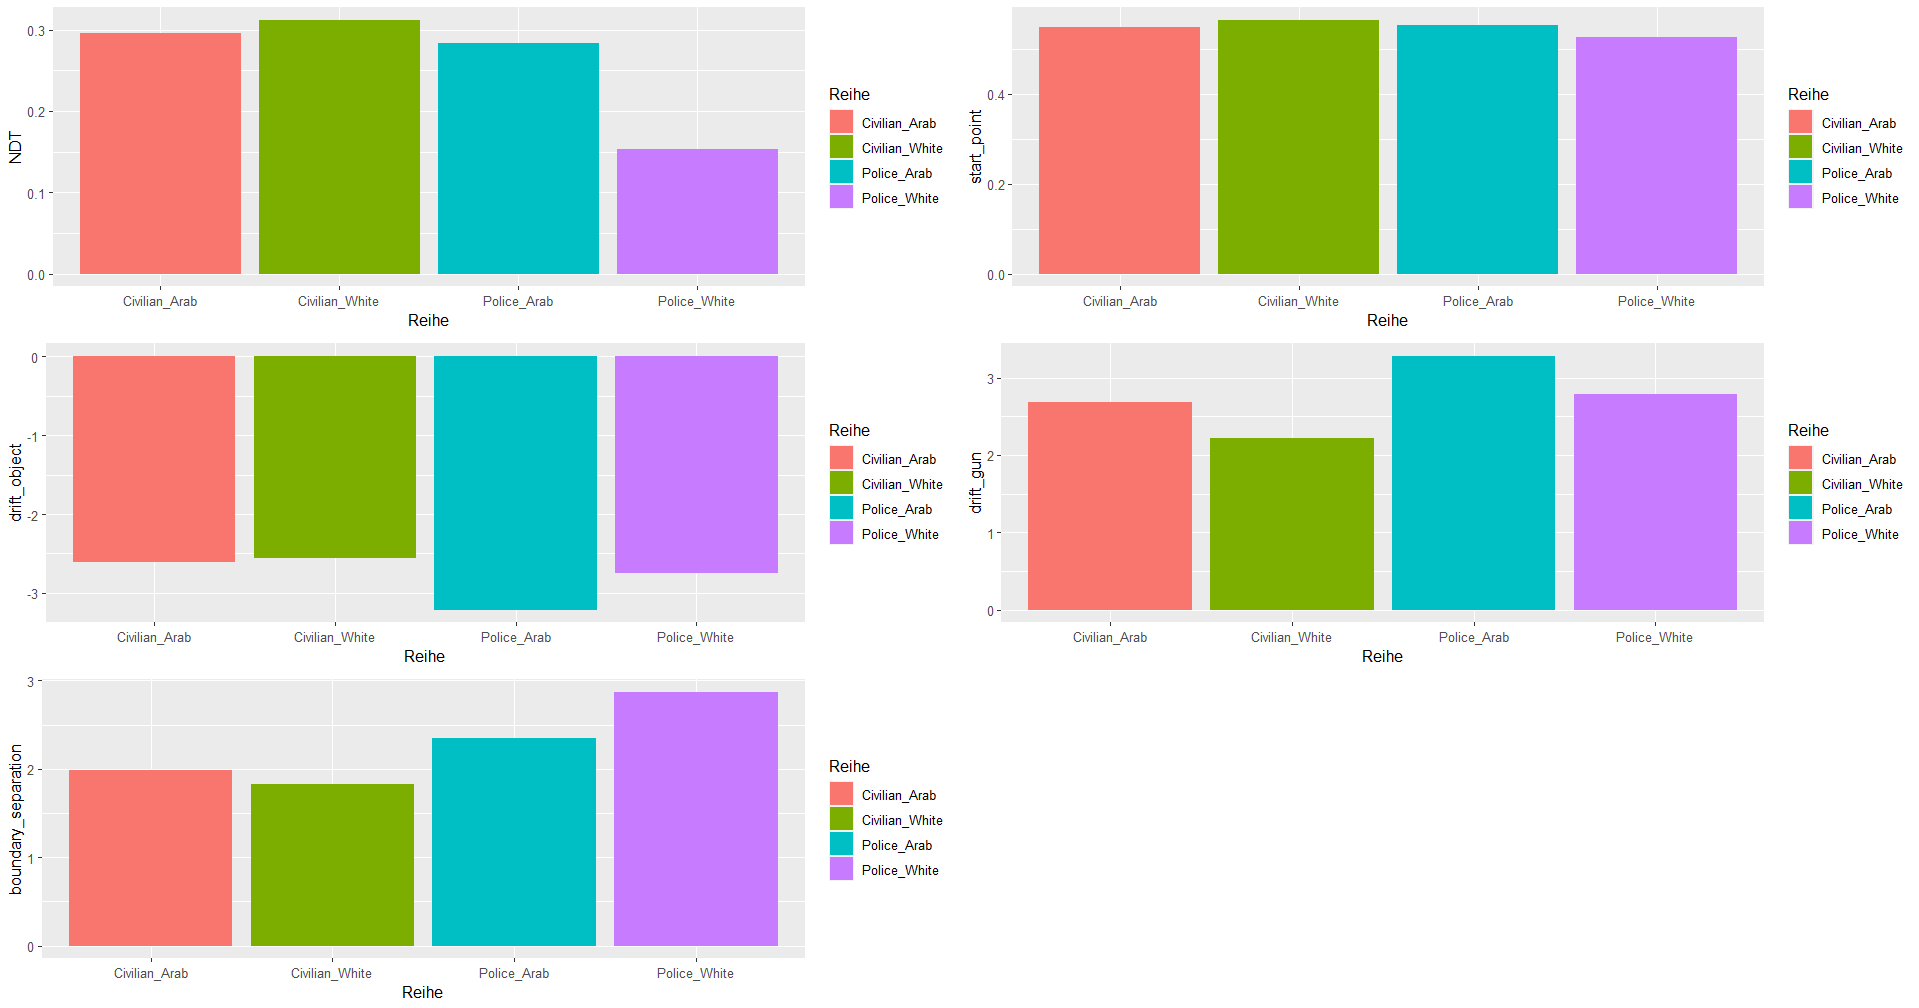 NDT
0.3
0.2
0.1
0.0
Civilian_Arab Civilian_White Police_Arab Police_White
Reihe
Reihe
Civilian_Arab
Civilian_White
Police_Arab
Police_White
start_point
0.4
0.2
0.0
Civilian_Arab Civilian_White Police_Arab Police_White
Reihe
Reihe
Civilian_Arab
Civilian_White
Police_Arab
Police_White
drift_object
0
-1
-2
-3
Civilian_Arab Civilian_White Police_Arab Police_White
Reihe
Reihe
Civilian_Arab
Civilian_White
Police_Arab
Police_White
drift_gun
3
2
1
0
Civilian_Arab Civilian_White Police_Arab Police_White
Reihe
Reihe
Civilian_Arab
Civilian_White
Police_Arab
Police_White
boundary_separation
3
2
1
0
Civilian_Arab Civilian_White Police_Arab Police_White
Reihe
Reihe
Civilian_Arab
Civilian_White
Police_Arab
Police_White